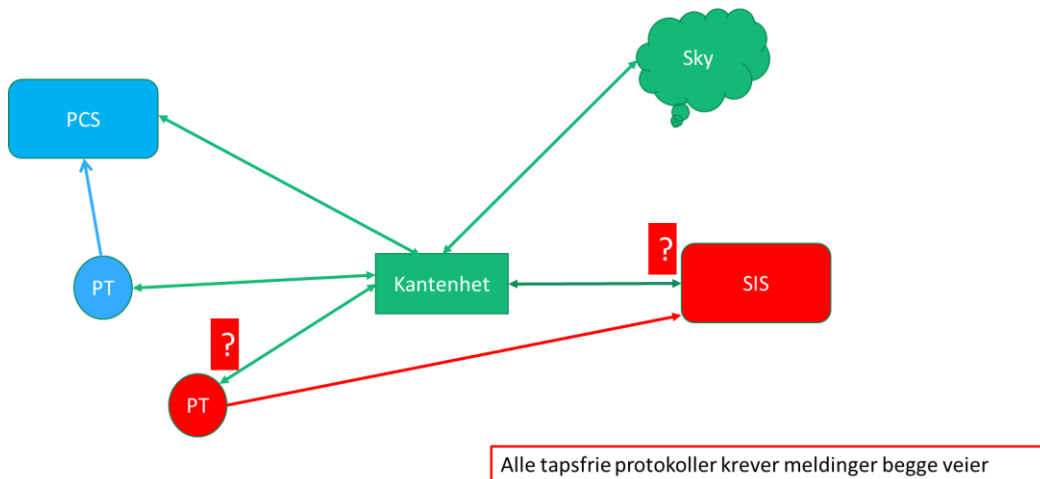 Sky
PCS
?
PT
Kantenhet
SIS
?
PT
Alle tapsfrie protokoller krever meldinger begge veier